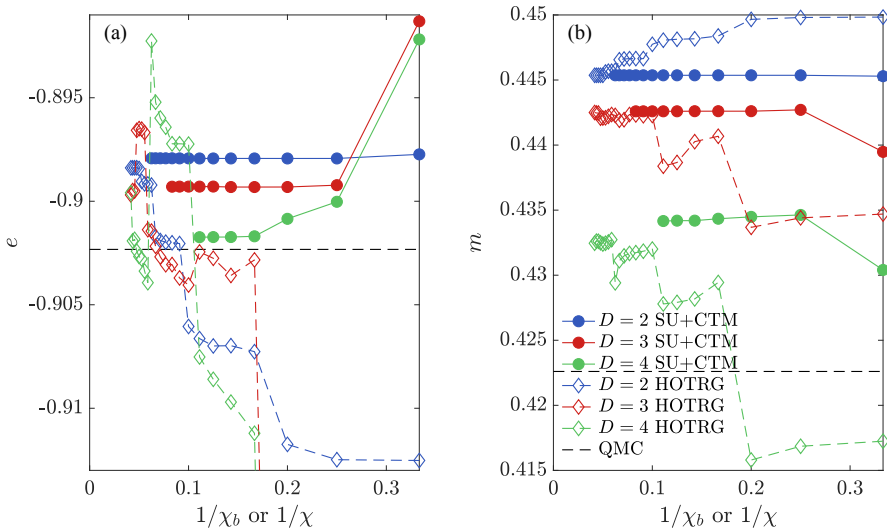 (a)
-0.895
-0.9
-0.905
-0.91
e
0
0.1
0.2
0.3
1/χ_b or 1/χ
(b)
0.45
0.445
0.44
0.435
0.43
0.425
0.42
0.415
m
D = 2 SU+CTM
D = 3 SU+CTM
D = 4 SU+CTM
D = 2 HOTRG
D = 3 HOTRG
D = 4 HOTRG
QMC
0
0.1
0.2
0.3
1/χ_b or 1/χ